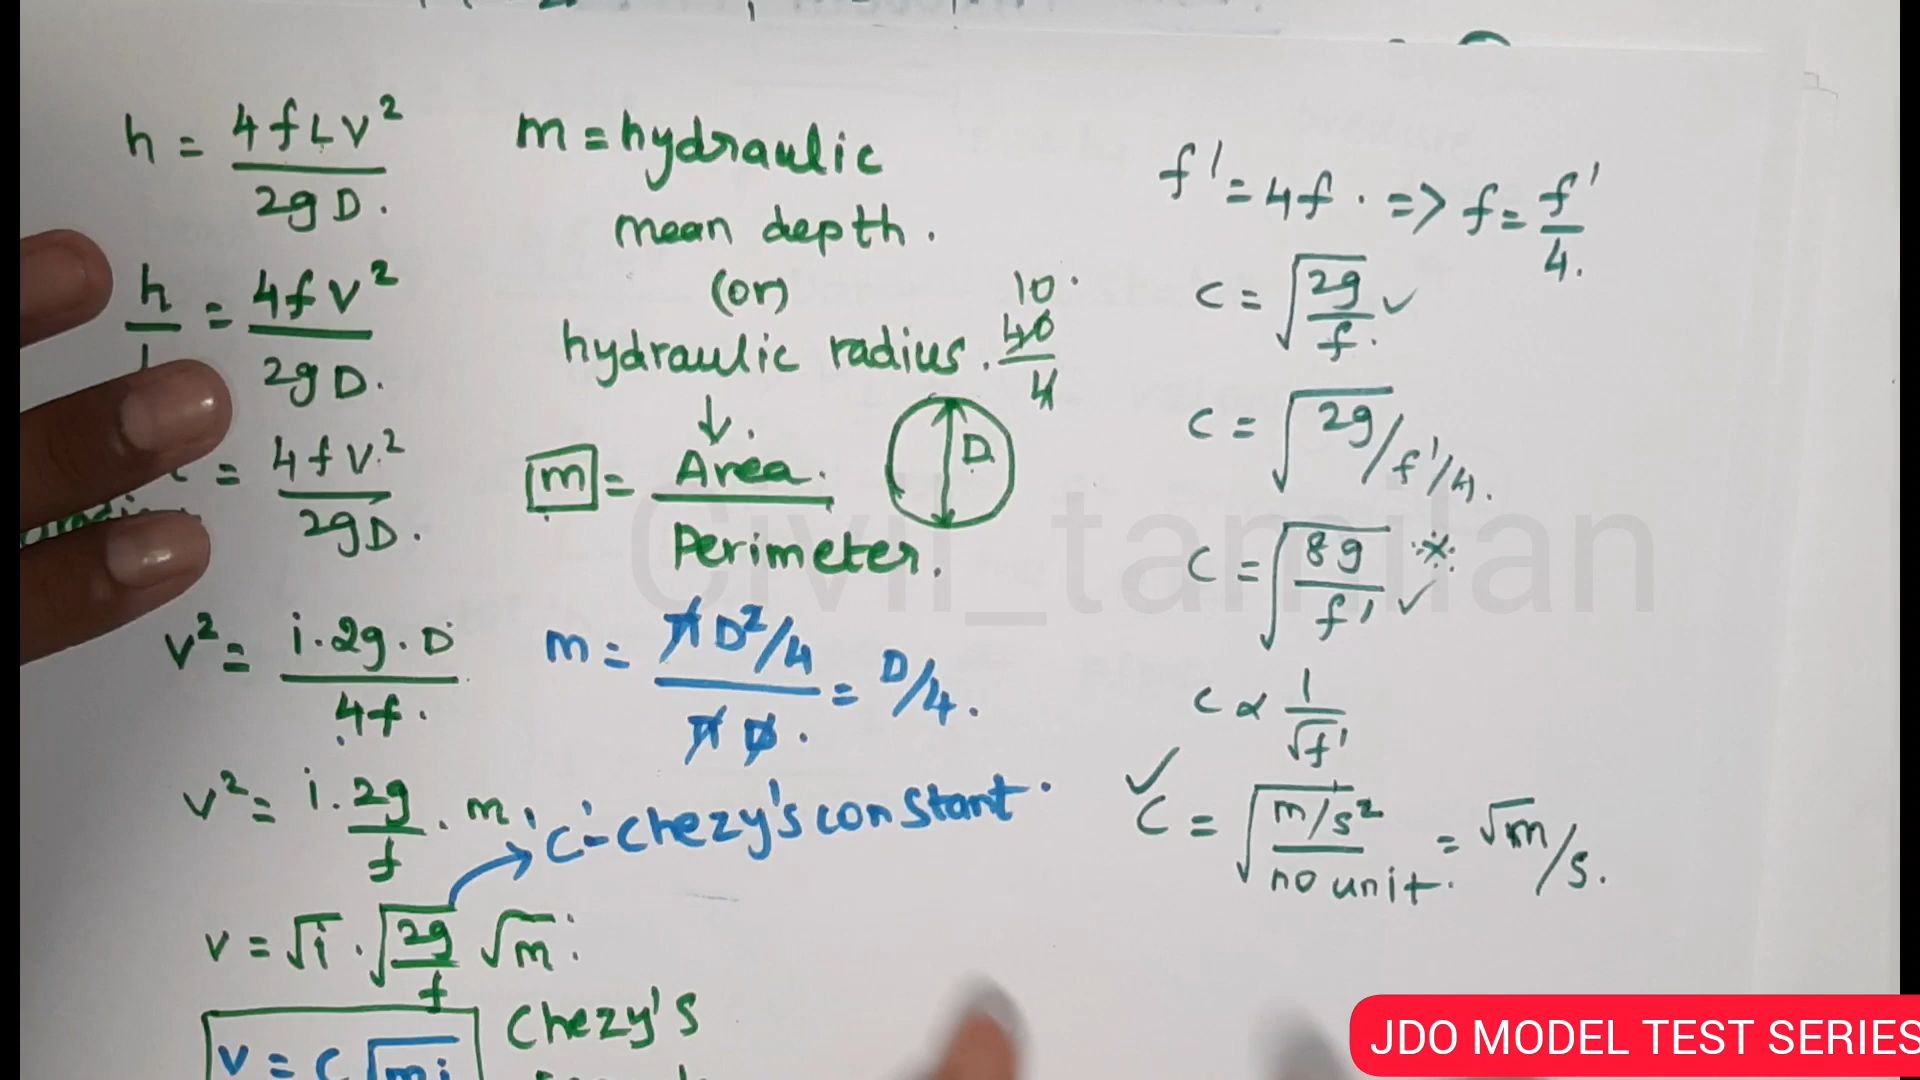 h = 4fLV² / 2gD.
h / L = 4fV² / 2gD.
i = 4fV² / 2gD.
V² = i.2g.D / 4f.
V² = i.2g / f . m
V = √i . √(2g/f) √m
V = C √mi
Chezy's
m = hydraulic
mean depth.
(or)
hydraulic radius.
10
40 / 4
m = Area. / Perimeter.
D
m = πD²/4 / πD. = D/4.
'C' - Chezy's constant.
f' = 4f. => f = f'/4.
C = √(2g/f.) ✓
C = √(2g / f'/4.)
C = √(8g/f') ✓
C ∝ 1/√f'
✓
C = √(m/s² / no unit.) = √m/s.
Civil_tamilan
JDO MODEL TEST SERIES